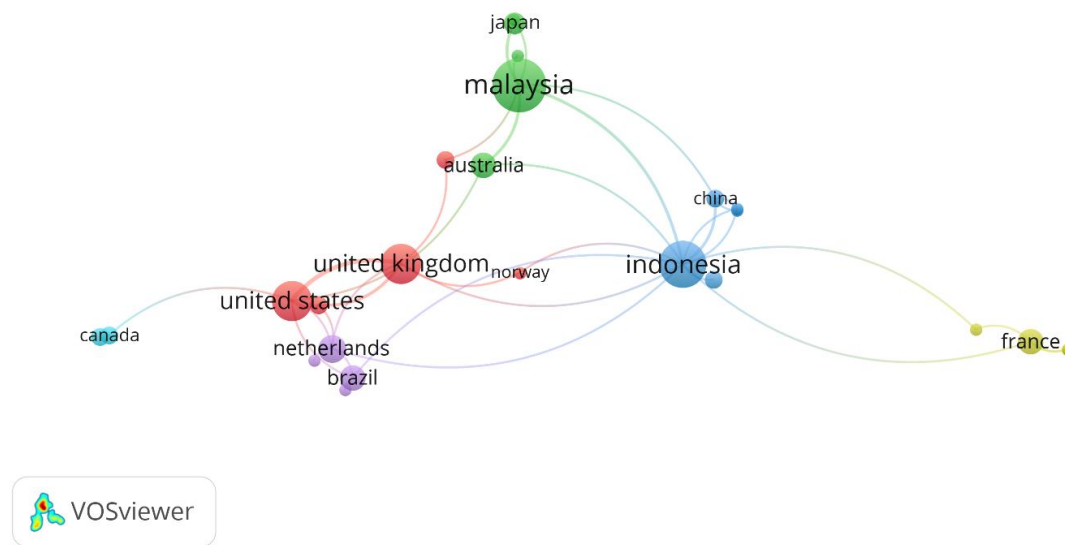 japan
malaysia
australia
china
united kingdom
norway
indonesia
united states
canada
netherlands
france
brazil
VOSviewer